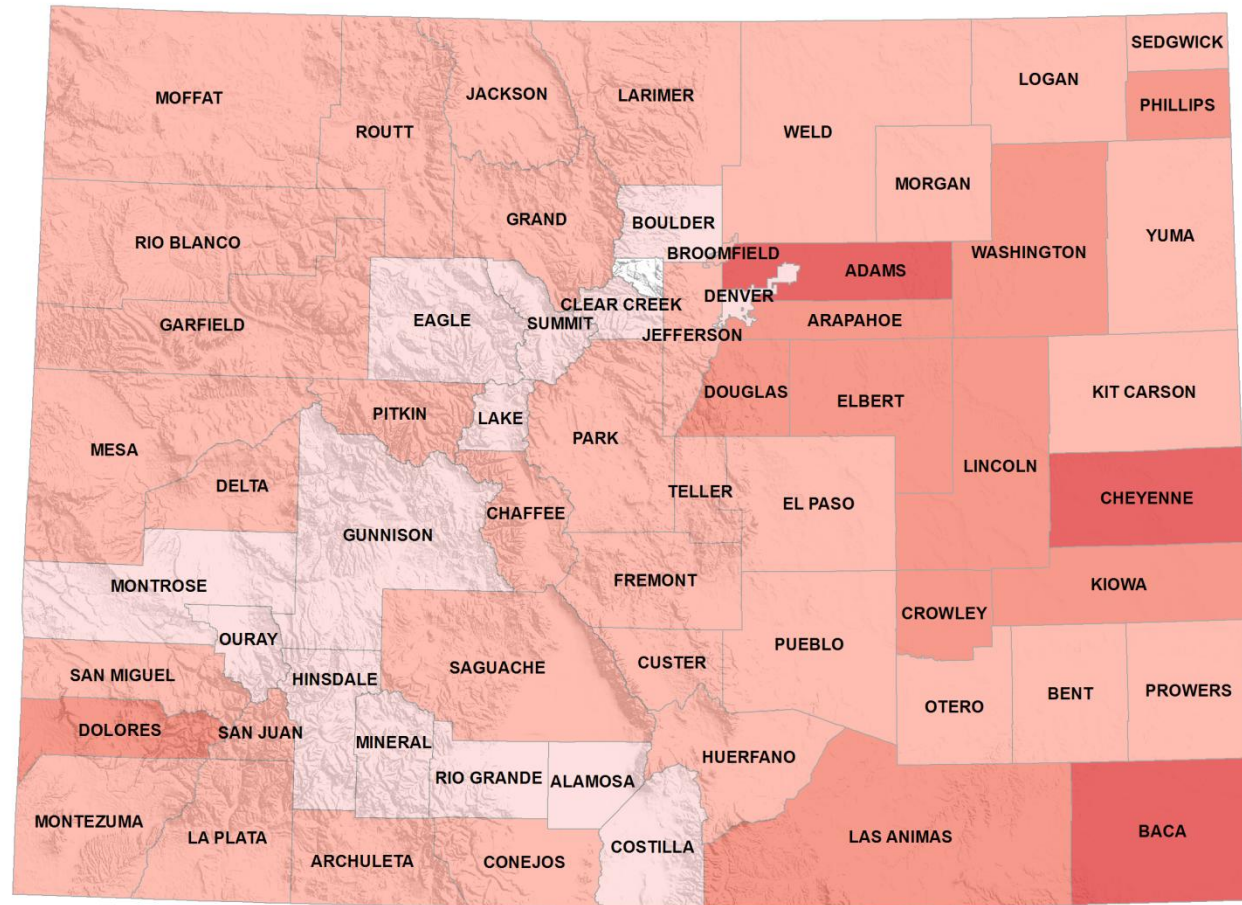 SEDGWICK
LOGAN
MOFFAT
JACKSON
LARIMER
PHILLIPS
ROUTT
WELD
MORGAN
GRAND
BOULDER
YUMA
RIO BLANCO
BROOMFIELD
WASHINGTON
ADAMS
DENVER
CLEAR CREEK
EAGLE
SUMMIT
GARFIELD
JEFFERSON
ARAPAHOE
DOUGLAS
ELBERT
KIT CARSON
PITKIN
LAKE
MESA
PARK
LINCOLN
DELTA
TELLER
CHEYENNE
CHAFFEE
EL PASO
GUNNISON
FREMONT
MONTROSE
KIOWA
CROWLEY
OURAY
PUEBLO
CUSTER
SAGUACHE
SAN MIGUEL
HINSDALE
BENT
PROWERS
OTERO
DOLORES
SAN JUAN
MINERAL
HUERFANO
RIO GRANDE
ALAMOSA
MONTEZUMA
LA PLATA
LAS ANIMAS
BACA
COSTILLA
ARCHULETA
CONEJOS